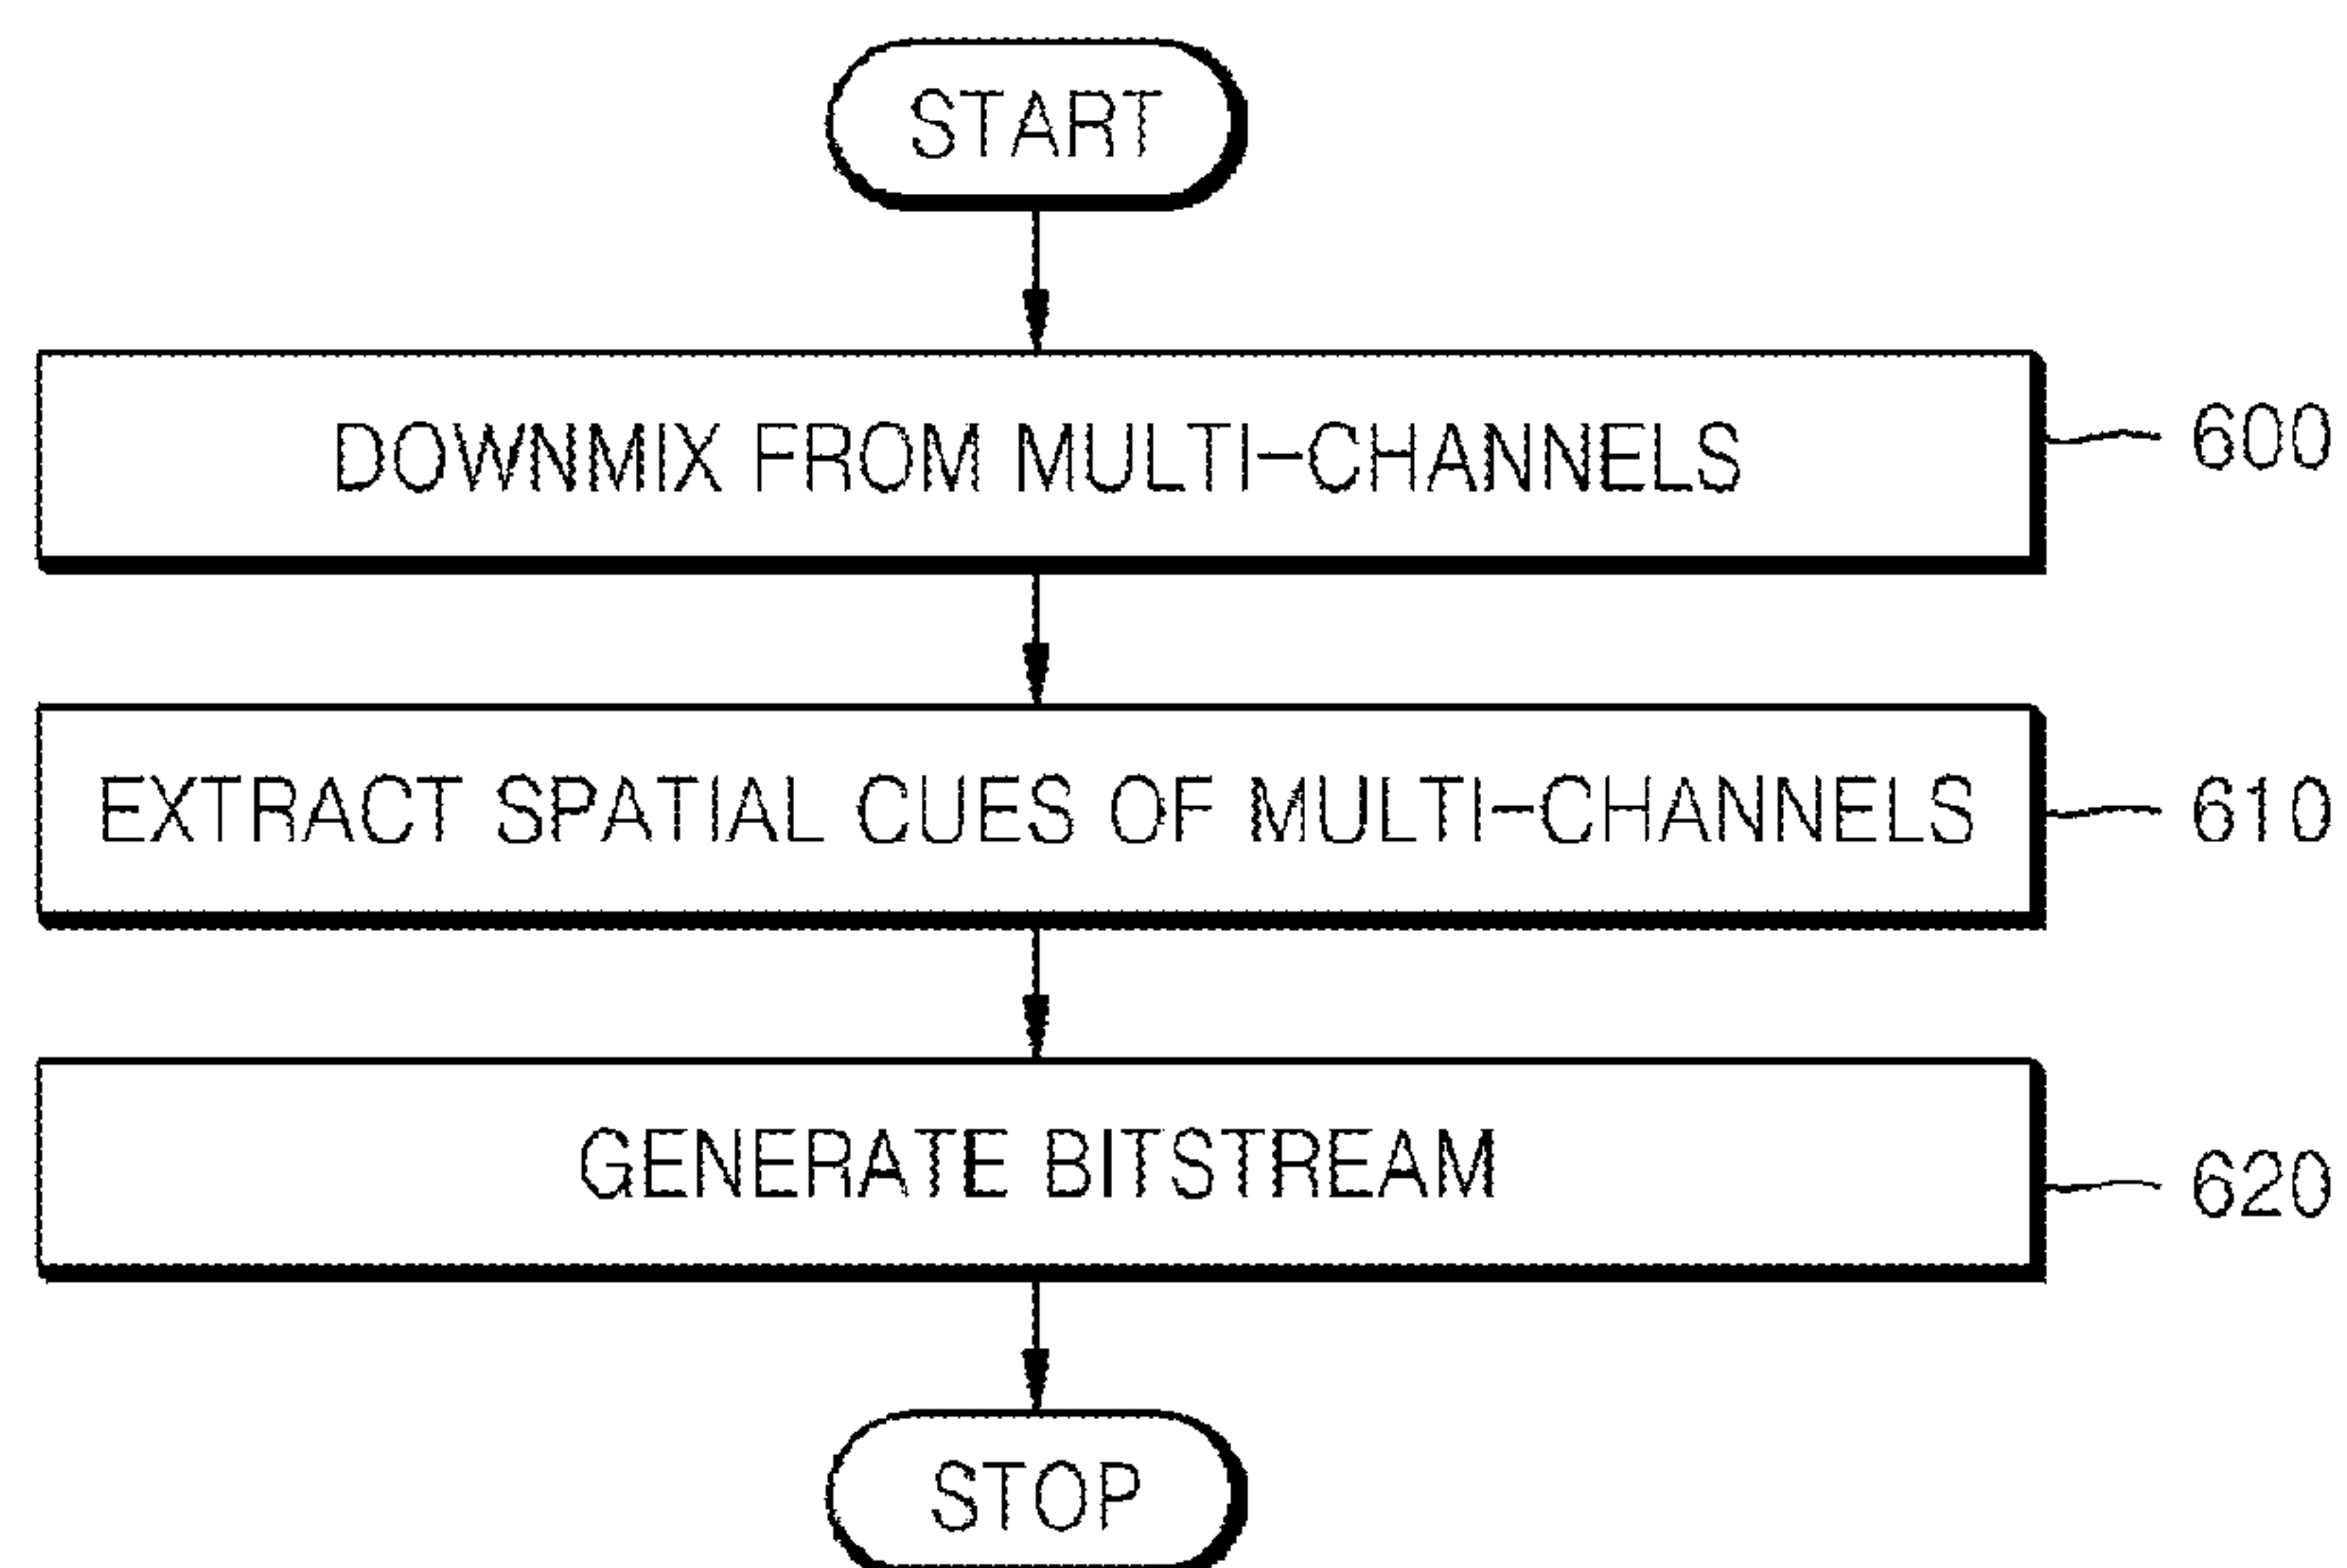 START
DOWNMIX FROM MULTI-CHANNELS
600
EXTRACT SPATIAL CUES OF MULTI-CHANNELS
610
GENERATE BITSTREAM
620
STOP